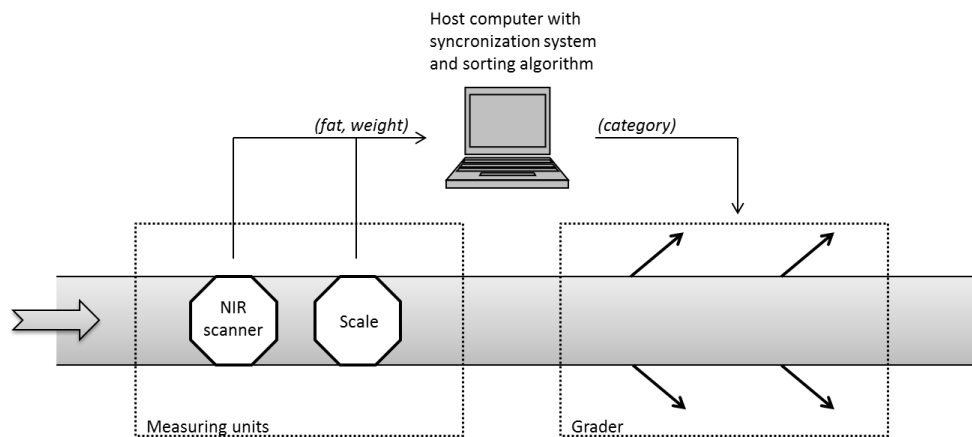 Host computer with
syncronization system
and sorting algorithm
(fat, weight)
(category)
NIR
scanner
Scale
Measuring units
Grader